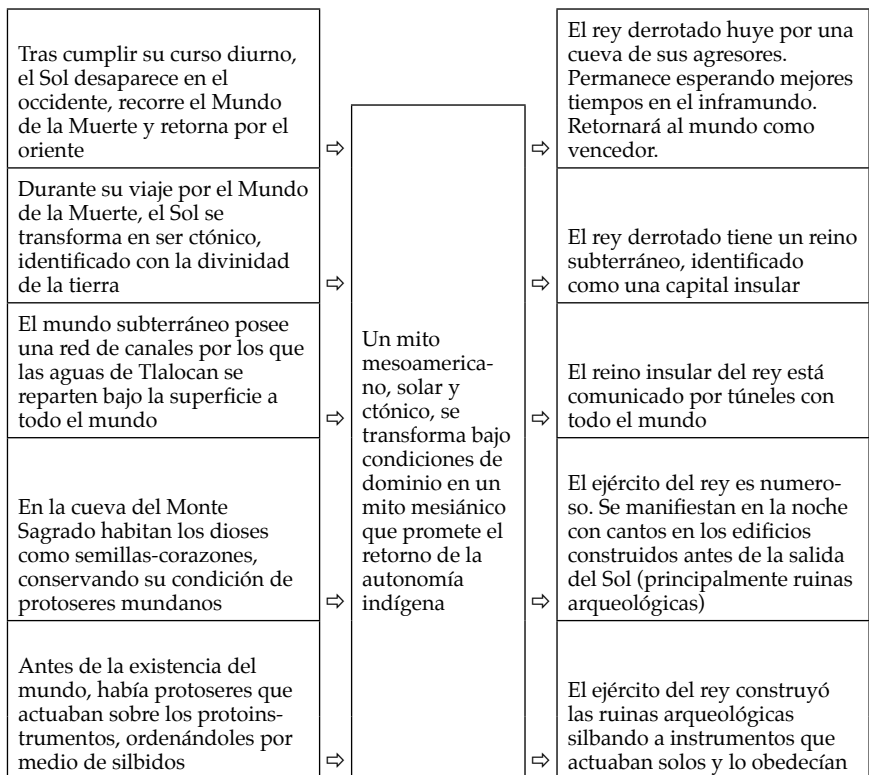 Tras cumplir su curso diurno,
el Sol desaparece en el
occidente, recorre el Mundo
de la Muerte y retorna por el
oriente
⇨
Durante su viaje por el Mundo
de la Muerte, el Sol se
transforma en ser ctónico,
identificado con la divinidad
de la tierra
⇨
El mundo subterráneo posee
una red de canales por los que
las aguas de Tlalocan se
reparten bajo la superficie a
todo el mundo
⇨
En la cueva del Monte
Sagrado habitan los dioses
como semillas-corazones,
conservando su condición de
protoseres mundanos
⇨
Antes de la existencia del
mundo, había protoseres que
actuaban sobre los protoins-
trumentos, ordenándoles por
medio de silbidos
⇨
Un mito
mesoamerica-
no, solar y
ctónico, se
transforma bajo
condiciones de
dominio en un
mito mesiánico
que promete el
retorno de la
autonomía
indígena
⇨
El rey derrotado huye por una
cueva de sus agresores.
Permanece esperando mejores
tiempos en el inframundo.
Retornará al mundo como
vencedor.
⇨
El rey derrotado tiene un reino
subterráneo, identificado
como una capital insular
⇨
El reino insular del rey está
comunicado por túneles con
todo el mundo
⇨
El ejército del rey es numero-
so. Se manifiestan en la noche
con cantos en los edificios
construidos antes de la salida
del Sol (principalmente ruinas
arqueológicas)
⇨
El ejército del rey construyó
las ruinas arqueológicas
silbando a instrumentos que
actuaban solos y lo obedecían